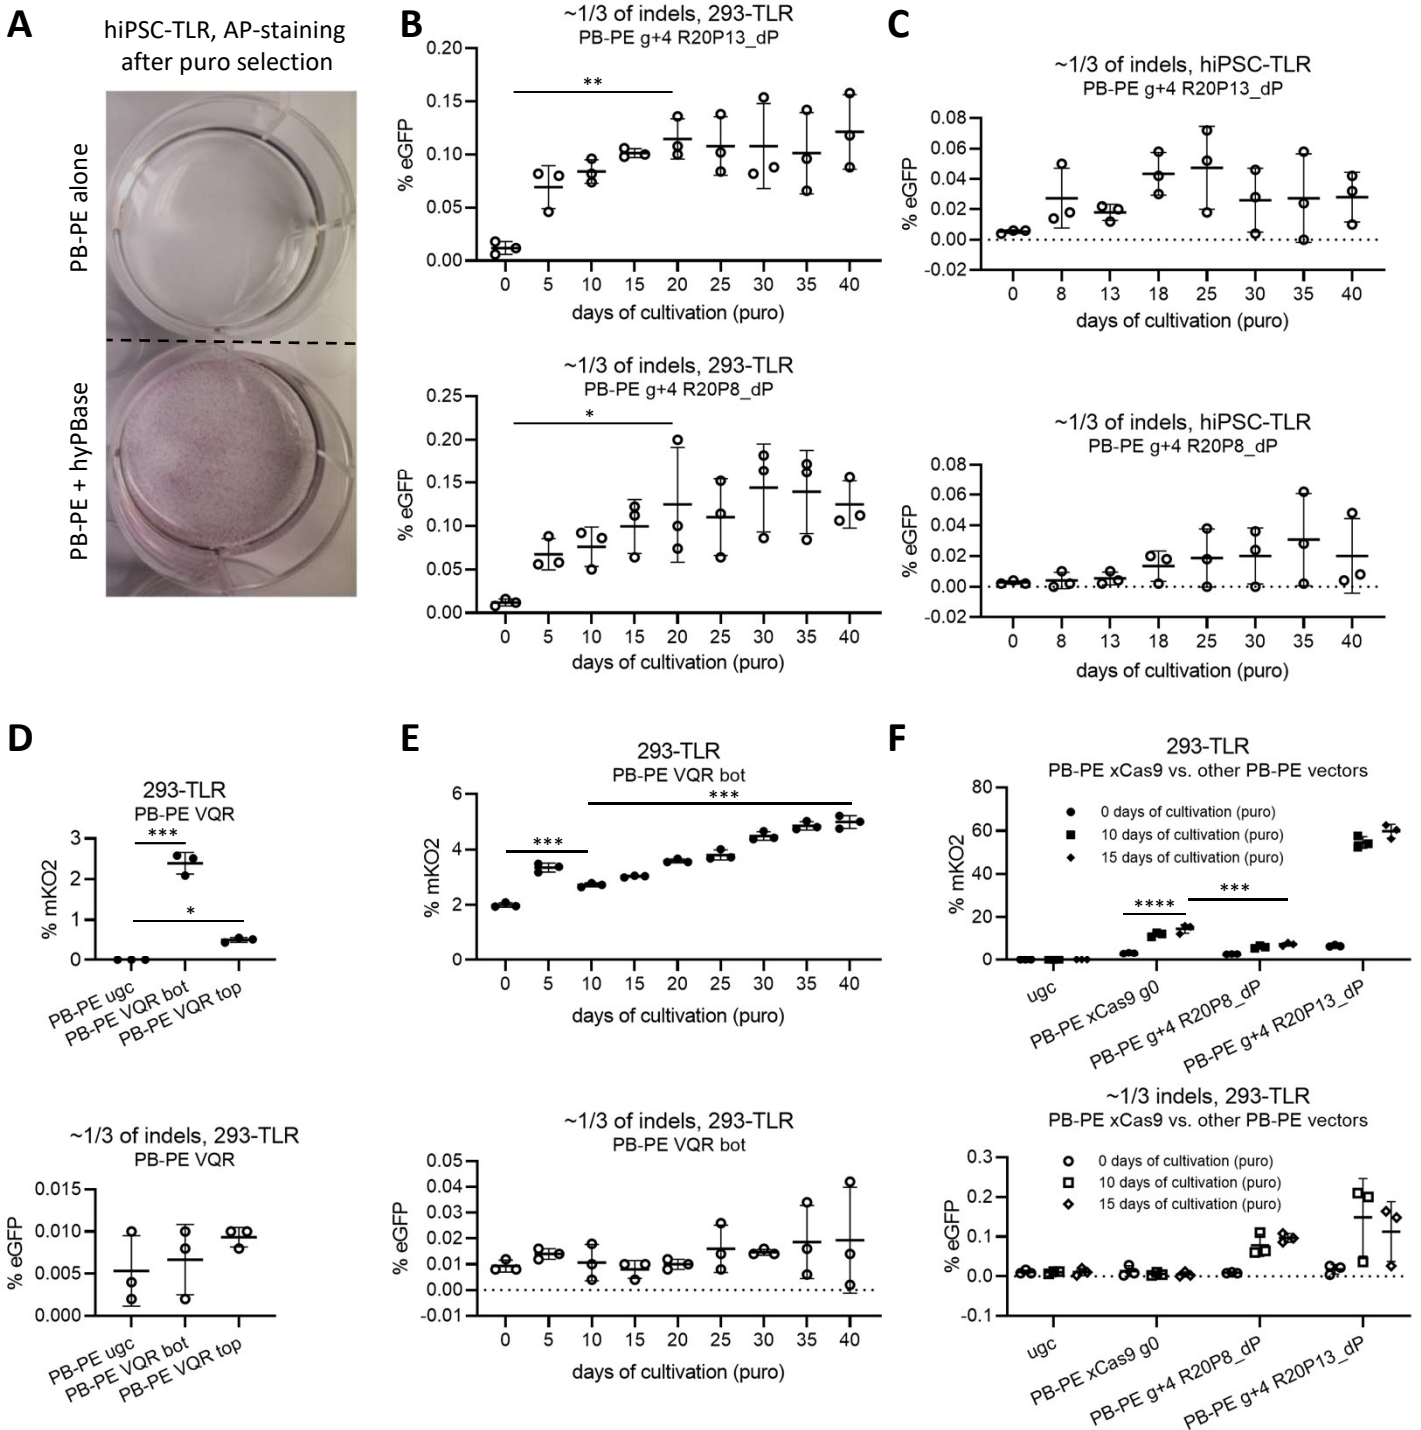 A
hiPSC-TLR, AP-staining
after puro selection
PB-PE alone
PB-PE + hyPBase
B
~1/3 of indels, 293-TLR
PB-PE g+4 R20P13_dP
% eGFP
0.20
0.15
0.10
0.05
0.00
**
0 5 10 15 20 25 30 35 40
days of cultivation (puro)
~1/3 of indels, 293-TLR
PB-PE g+4 R20P8_dP
% eGFP
0.25
0.20
0.15
0.10
0.05
0.00
*
0 5 10 15 20 25 30 35 40
days of cultivation (puro)
C
~1/3 of indels, hiPSC-TLR
PB-PE g+4 R20P13_dP
% eGFP
0.08
0.06
0.04
0.02
0.00
-0.02
0 8 13 18 25 30 35 40
days of cultivation (puro)
~1/3 of indels, hiPSC-TLR
PB-PE g+4 R20P8_dP
% eGFP
0.08
0.06
0.04
0.02
0.00
-0.02
0 8 13 18 25 30 35 40
days of cultivation (puro)
D
293-TLR
PB-PE VQR
% mKO2
3
2
1
0
***
*
PB-PE ugc
PB-PE VQR bot
PB-PE VQR top
~1/3 of indels, 293-TLR
PB-PE VQR
% eGFP
0.015
0.010
0.005
0.000
PB-PE ugc
PB-PE VQR bot
PB-PE VQR top
E
293-TLR
PB-PE VQR bot
% mKO2
6
4
2
0
***
***
0 5 10 15 20 25 30 35 40
days of cultivation (puro)
~1/3 of indels, 293-TLR
PB-PE VQR bot
% eGFP
0.05
0.04
0.03
0.02
0.01
0.00
-0.01
0 5 10 15 20 25 30 35 40
days of cultivation (puro)
F
293-TLR
PB-PE xCas9 vs. other PB-PE vectors
% mKO2
80
60
40
20
0
0 days of cultivation (puro)
10 days of cultivation (puro)
15 days of cultivation (puro)
****
***
ugc
PB-PE xCas9 g0
PB-PE g+4 R20P8_dP
PB-PE g+4 R20P13_dP
~1/3 indels, 293-TLR
PB-PE xCas9 vs. other PB-PE vectors
% eGFP
0.3
0.2
0.1
0.0
-0.1
0 days of cultivation (puro)
10 days of cultivation (puro)
15 days of cultivation (puro)
ugc
PB-PE xCas9 g0
PB-PE g+4 R20P8_dP
PB-PE g+4 R20P13_dP